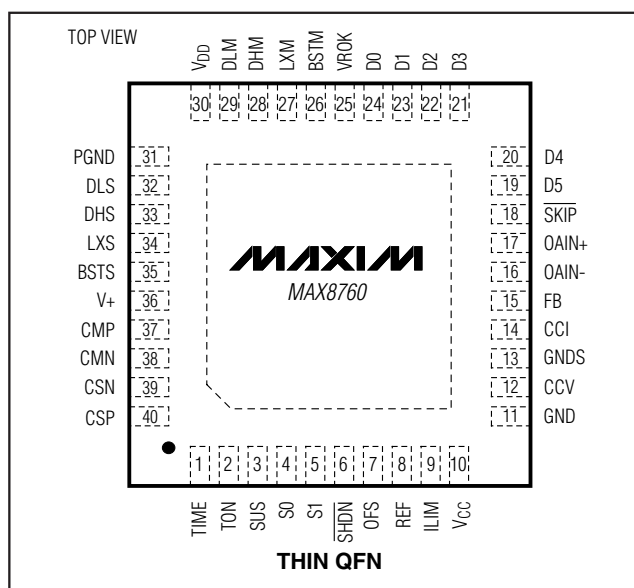 TOP VIEW
VDD DLM DHM LXM BSTM VROK D0 D1 D2 D3
30 29 28 27 26 25 24 23 22 21
PGND 31
DLS 32
DHS 33
LXS 34
BSTS 35
V+ 36
CMP 37
CMN 38
CSN 39
CSP 40
MAXIM
MAX8760
20 D4
19 D5
18 SKIP
17 OAIN+
16 OAIN-
15 FB
14 CCI
13 GNDS
12 CCV
11 GND
1 2 3 4 5 6 7 8 9 10
TIME TON SUS S0 S1 SHDN OFS REF ILIM VCC
THIN QFN